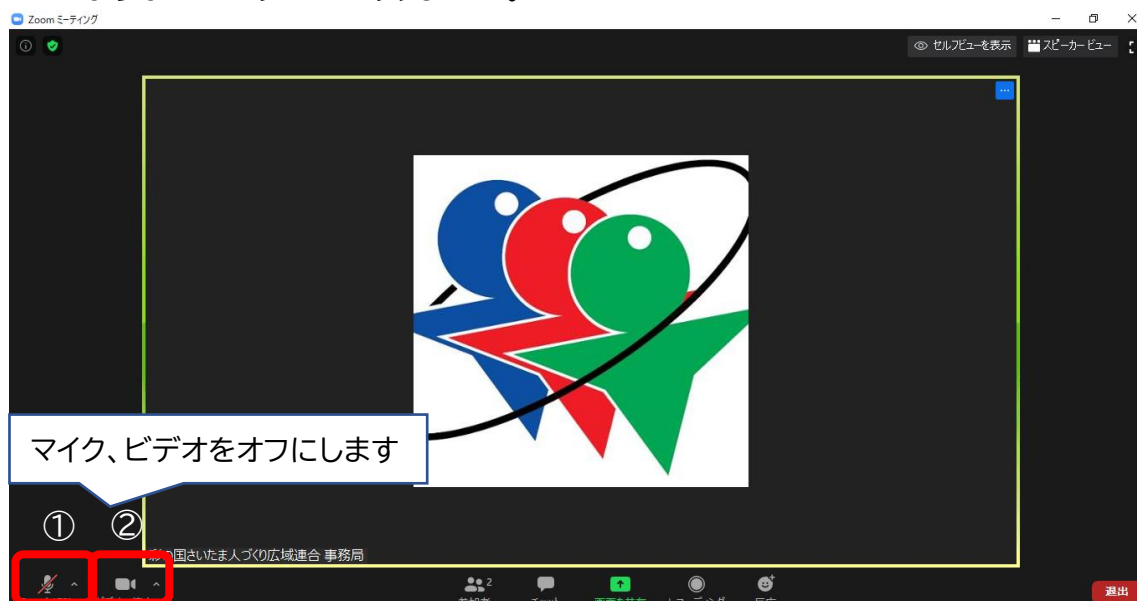 Zoom ミーティング
セルフビューを表示
スピーカー ビュー
マイク、ビデオをオフにします
① ②
彩の国さいたま人づくり広域連合 事務局
2
退出